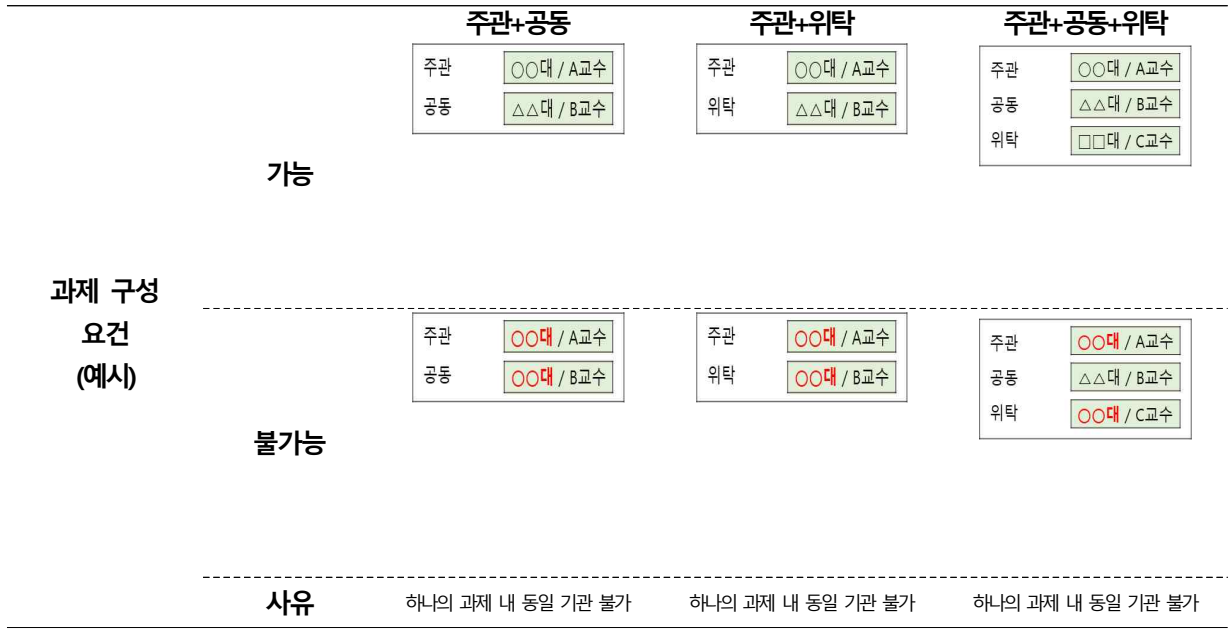 주관+공동 주관+위탁 주관+공동+위탁
주관 ○○대 / A교수
공동 △△대 / B교수
주관 ○○대 / A교수
위탁 △△대 / B교수
주관 ○○대 / A교수
공동 △△대 / B교수
위탁 □□대 / C교수
가능
과제 구성
요건
(예시)
주관 ○○대 / A교수
공동 ○○대 / B교수
주관 ○○대 / A교수
위탁 ○○대 / B교수
주관 ○○대 / A교수
공동 △△대 / B교수
위탁 ○○대 / C교수
불가능
사유 하나의 과제 내 동일 기관 불가 하나의 과제 내 동일 기관 불가 하나의 과제 내 동일 기관 불가